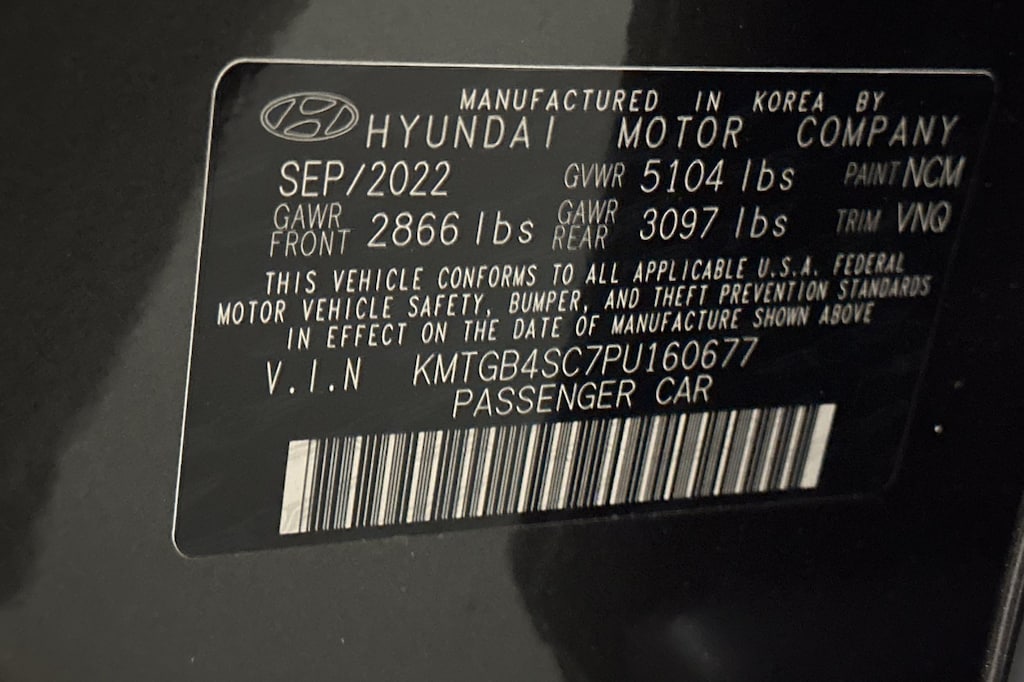 MANUFACTURED IN KOREA BY
HYUNDAI MOTOR COMPANY
SEP/2022 GVWR 5104 lbs PAINT NCM
GAWR FRONT 2866 lbs GAWR REAR 3097 lbs TRIM VNQ
THIS VEHICLE CONFORMS TO ALL APPLICABLE U.S.A. FEDERAL
MOTOR VEHICLE SAFETY, BUMPER, AND THEFT PREVENTION STANDARDS
IN EFFECT ON THE DATE OF MANUFACTURE SHOWN ABOVE
V.I.N KMTGB4SC7PU160677
PASSENGER CAR